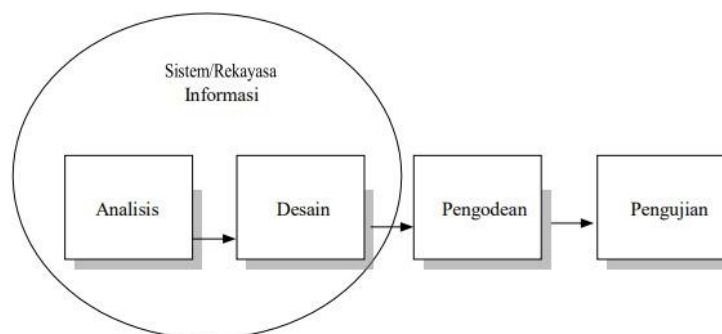 Sistem/Rekayasa
Informasi
Analisis
Desain
Pengodean
Pengujian